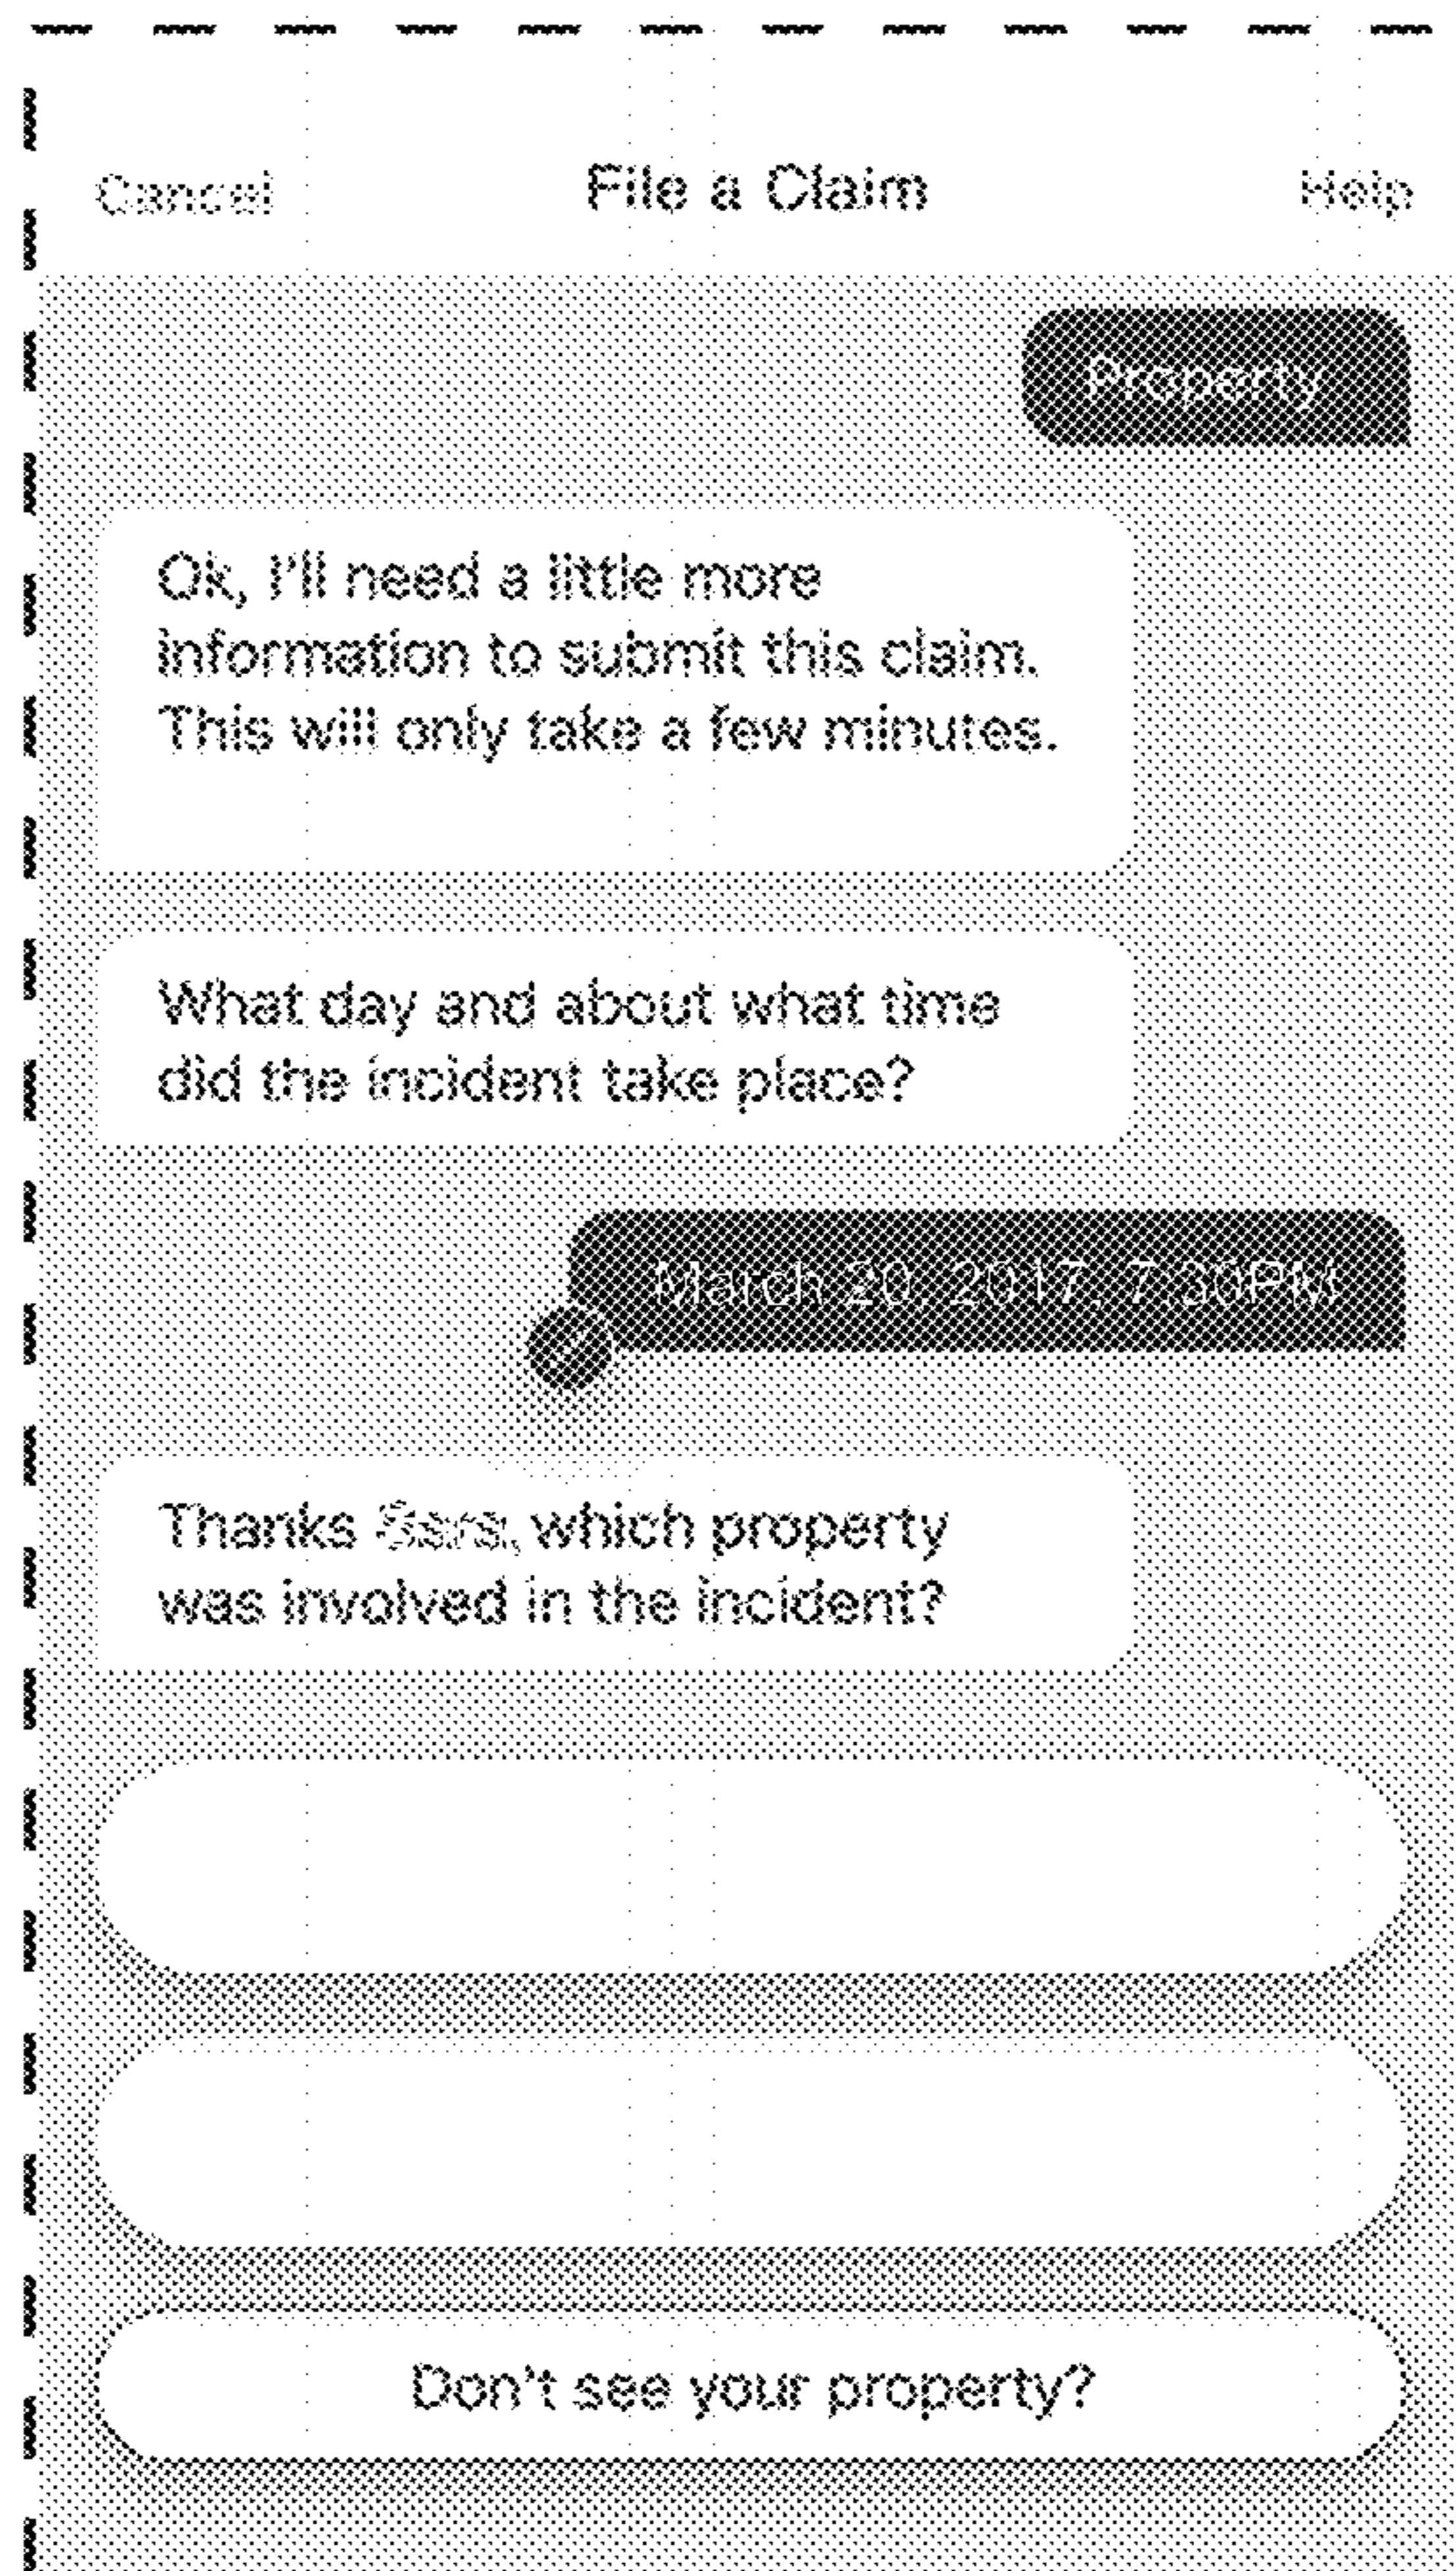 Cancel File a Claim Help
Property
Ok, I'll need a little more
information to submit this claim.
This will only take a few minutes.
What day and about what time
did the incident take place?
March 20, 2017, 7:30PM
Thanks Sara, which property
was involved in the incident?
Don't see your property?